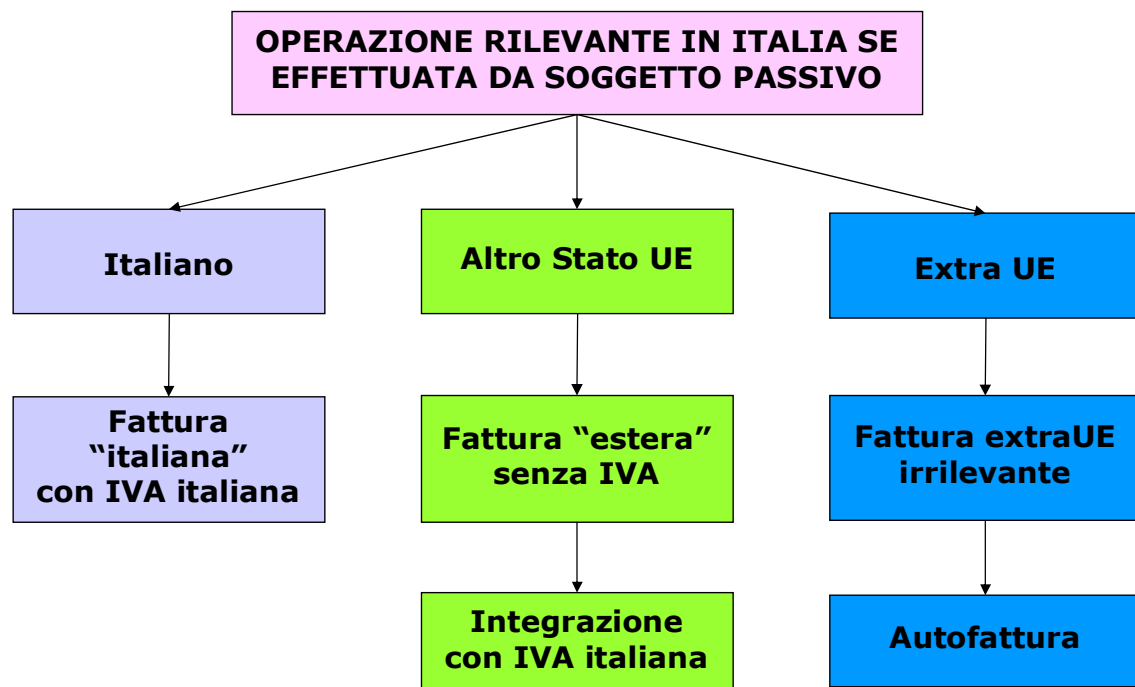 OPERAZIONE RILEVANTE IN ITALIA SE
EFFETTUATA DA SOGGETTO PASSIVO
Italiano
Altro Stato UE
Extra UE
Fattura
“italiana”
con IVA italiana
Fattura “estera”
senza IVA
Fattura extraUE
irrilevante
Integrazione
con IVA italiana
Autofattura